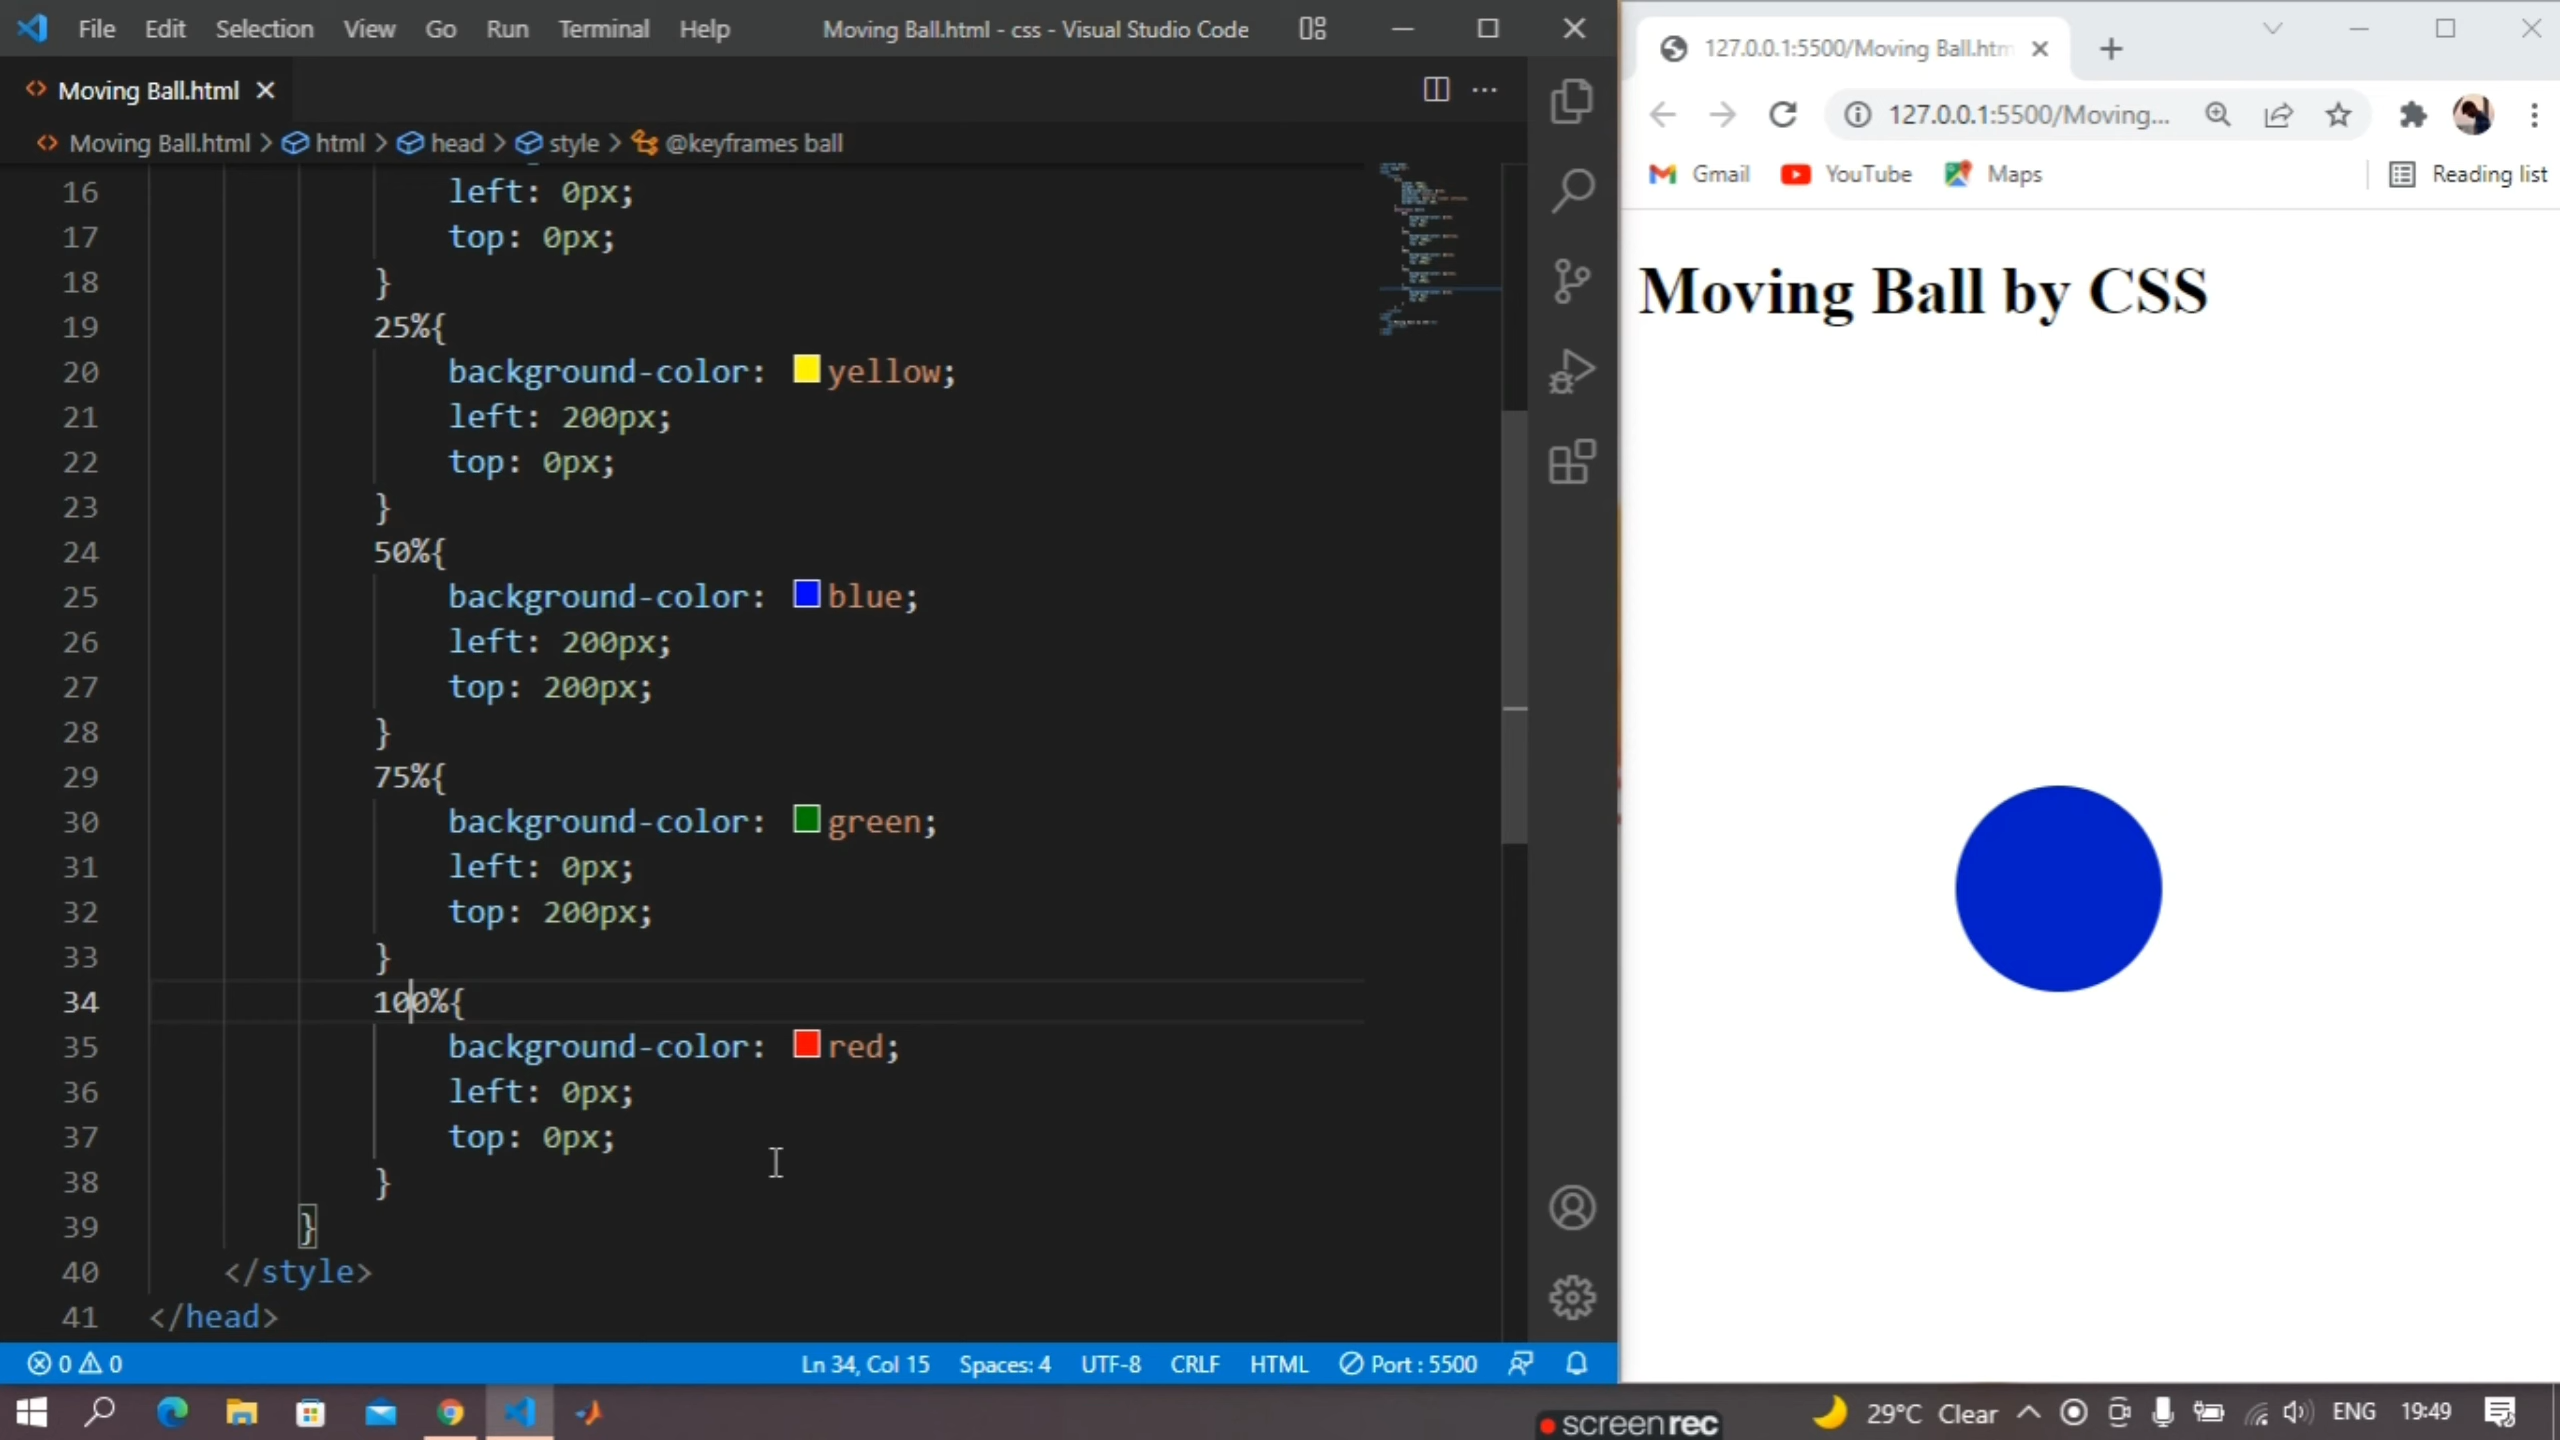 File Edit Selection View Go Run Terminal Help Moving Ball.html - css - Visual Studio Code
Moving Ball.html
Moving Ball.html > html > head > style > @keyframes ball
16 left: 0px;
17 top: 0px;
18 }
19 25%{
20 background-color: yellow;
21 left: 200px;
22 top: 0px;
23 }
24 50%{
25 background-color: blue;
26 left: 200px;
27 top: 200px;
28 }
29 75%{
30 background-color: green;
31 left: 0px;
32 top: 200px;
33 }
34 100%{
35 background-color: red;
36 left: 0px;
37 top: 0px;
38 }
39 }
40 </style>
41 </head>
0 0 Ln 34, Col 15 Spaces: 4 UTF-8 CRLF HTML Port : 5500
127.0.0.1:5500/Moving Ball.htm
127.0.0.1:5500/Moving...
Gmail YouTube Maps Reading list
Moving Ball by CSS
screenrec
29°C Clear ENG 19:49